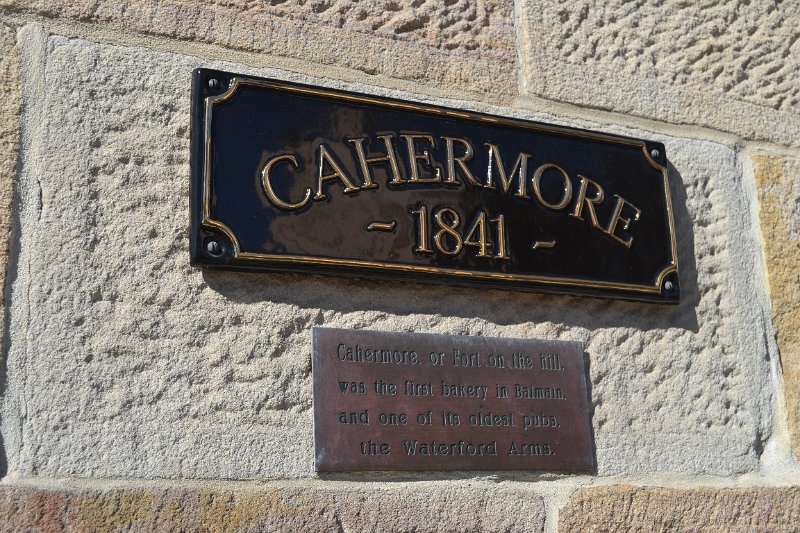 CAHERMORE
~ 1841 ~
Cahermore, or Fort on the hill,
was the first bakery in Balmain,
and one of its oldest pubs,
the Waterford Arms.